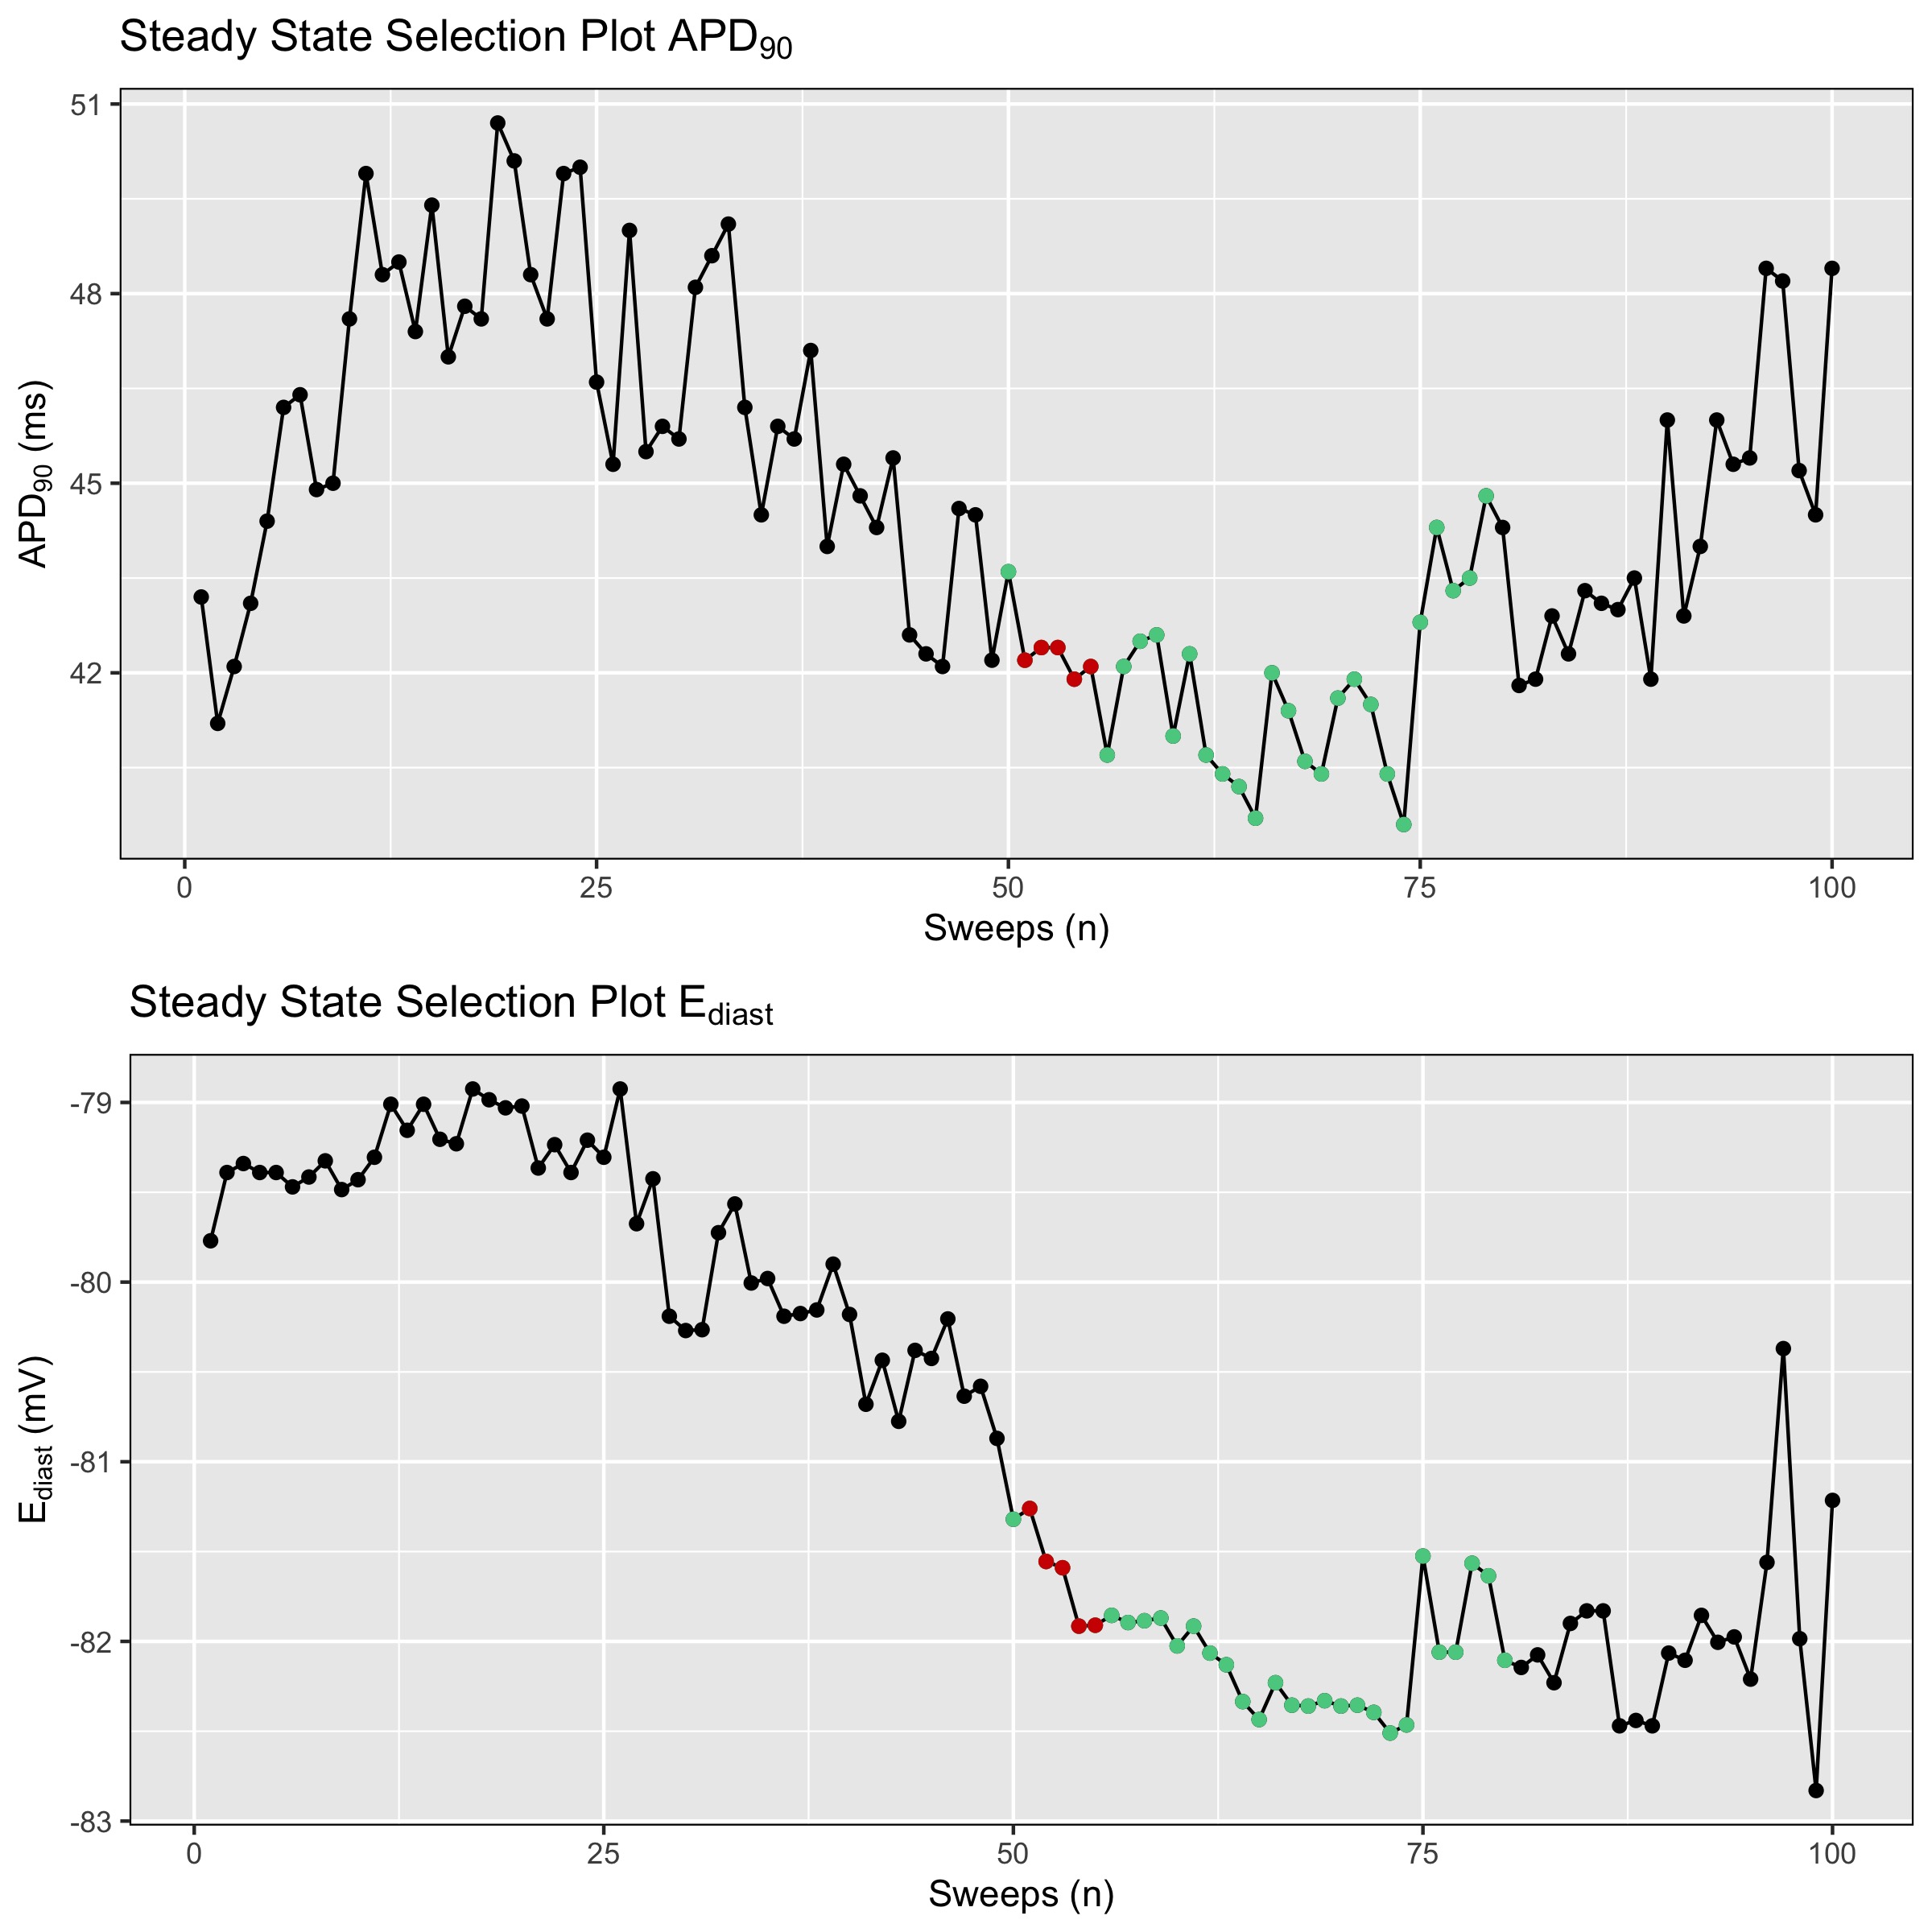 Steady State Selection Plot APD90
51
48
45
42
APD90 (ms)
0 25 50 75 100
Sweeps (n)
Steady State Selection Plot Ediast
-79
-80
-81
-82
-83
Ediast (mV)
0 25 50 75 100
Sweeps (n)